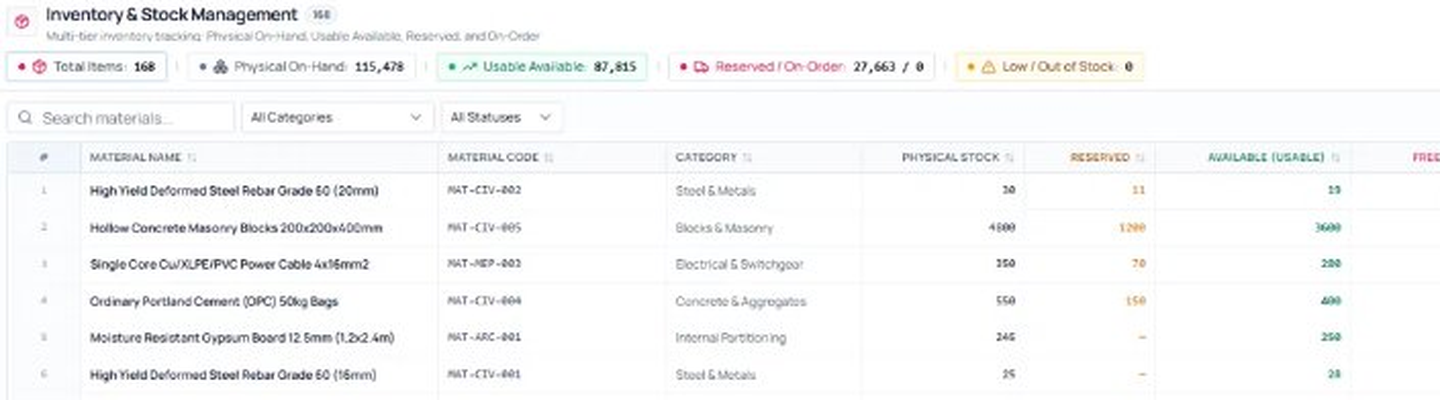 Inventory & Stock Management 168
Multi-tier inventory tracking: Physical On-Hand, Usable Available, Reserved, and On-Order
Total Items: 168 Physical On-Hand: 115,478 Usable Available: 87,815 Reserved / On-Order: 27,663 / 0 Low / Out of Stock: 0
Search materials... All Categories All Statuses
# MATERIAL NAME MATERIAL CODE CATEGORY PHYSICAL STOCK RESERVED AVAILABLE (USABLE) FREE
1 High Yield Deformed Steel Rebar Grade 60 (20mm) MAT-CIV-002 Steel & Metals 30 11 19
2 Hollow Concrete Masonry Blocks 200x200x400mm MAT-CIV-005 Blocks & Masonry 4800 1200 3600
3 Single Core Cu/XLPE/PVC Power Cable 4x16mm2 MAT-MEP-003 Electrical & Switchgear 350 70 280
4 Ordinary Portland Cement (OPC) 50kg Bags MAT-CIV-004 Concrete & Aggregates 550 150 400
5 Moisture Resistant Gypsum Board 12.5mm (1.2x2.4m) MAT-ARC-001 Internal Partitioning –
6 High Yield Deformed Steel Rebar Grade 60 (16mm) MAT-CIV-001 Steel & Metals 25 –